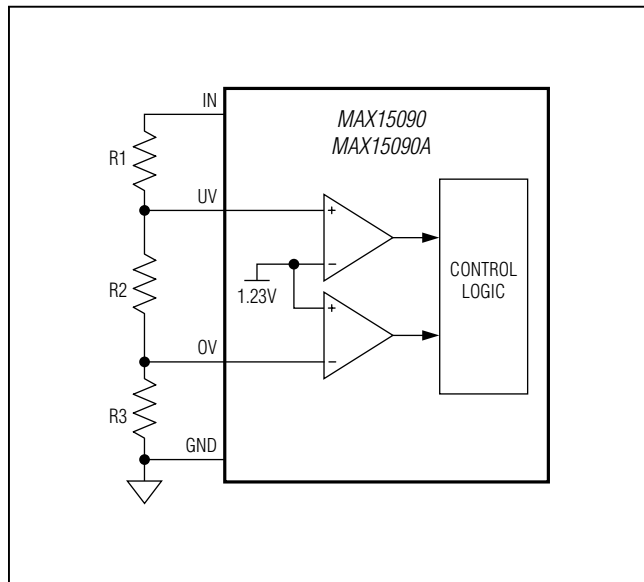 IN
MAX15090
MAX15090A
R1
UV
+
−
1.23V
R2
+
−
CONTROL
LOGIC
OV
R3
GND